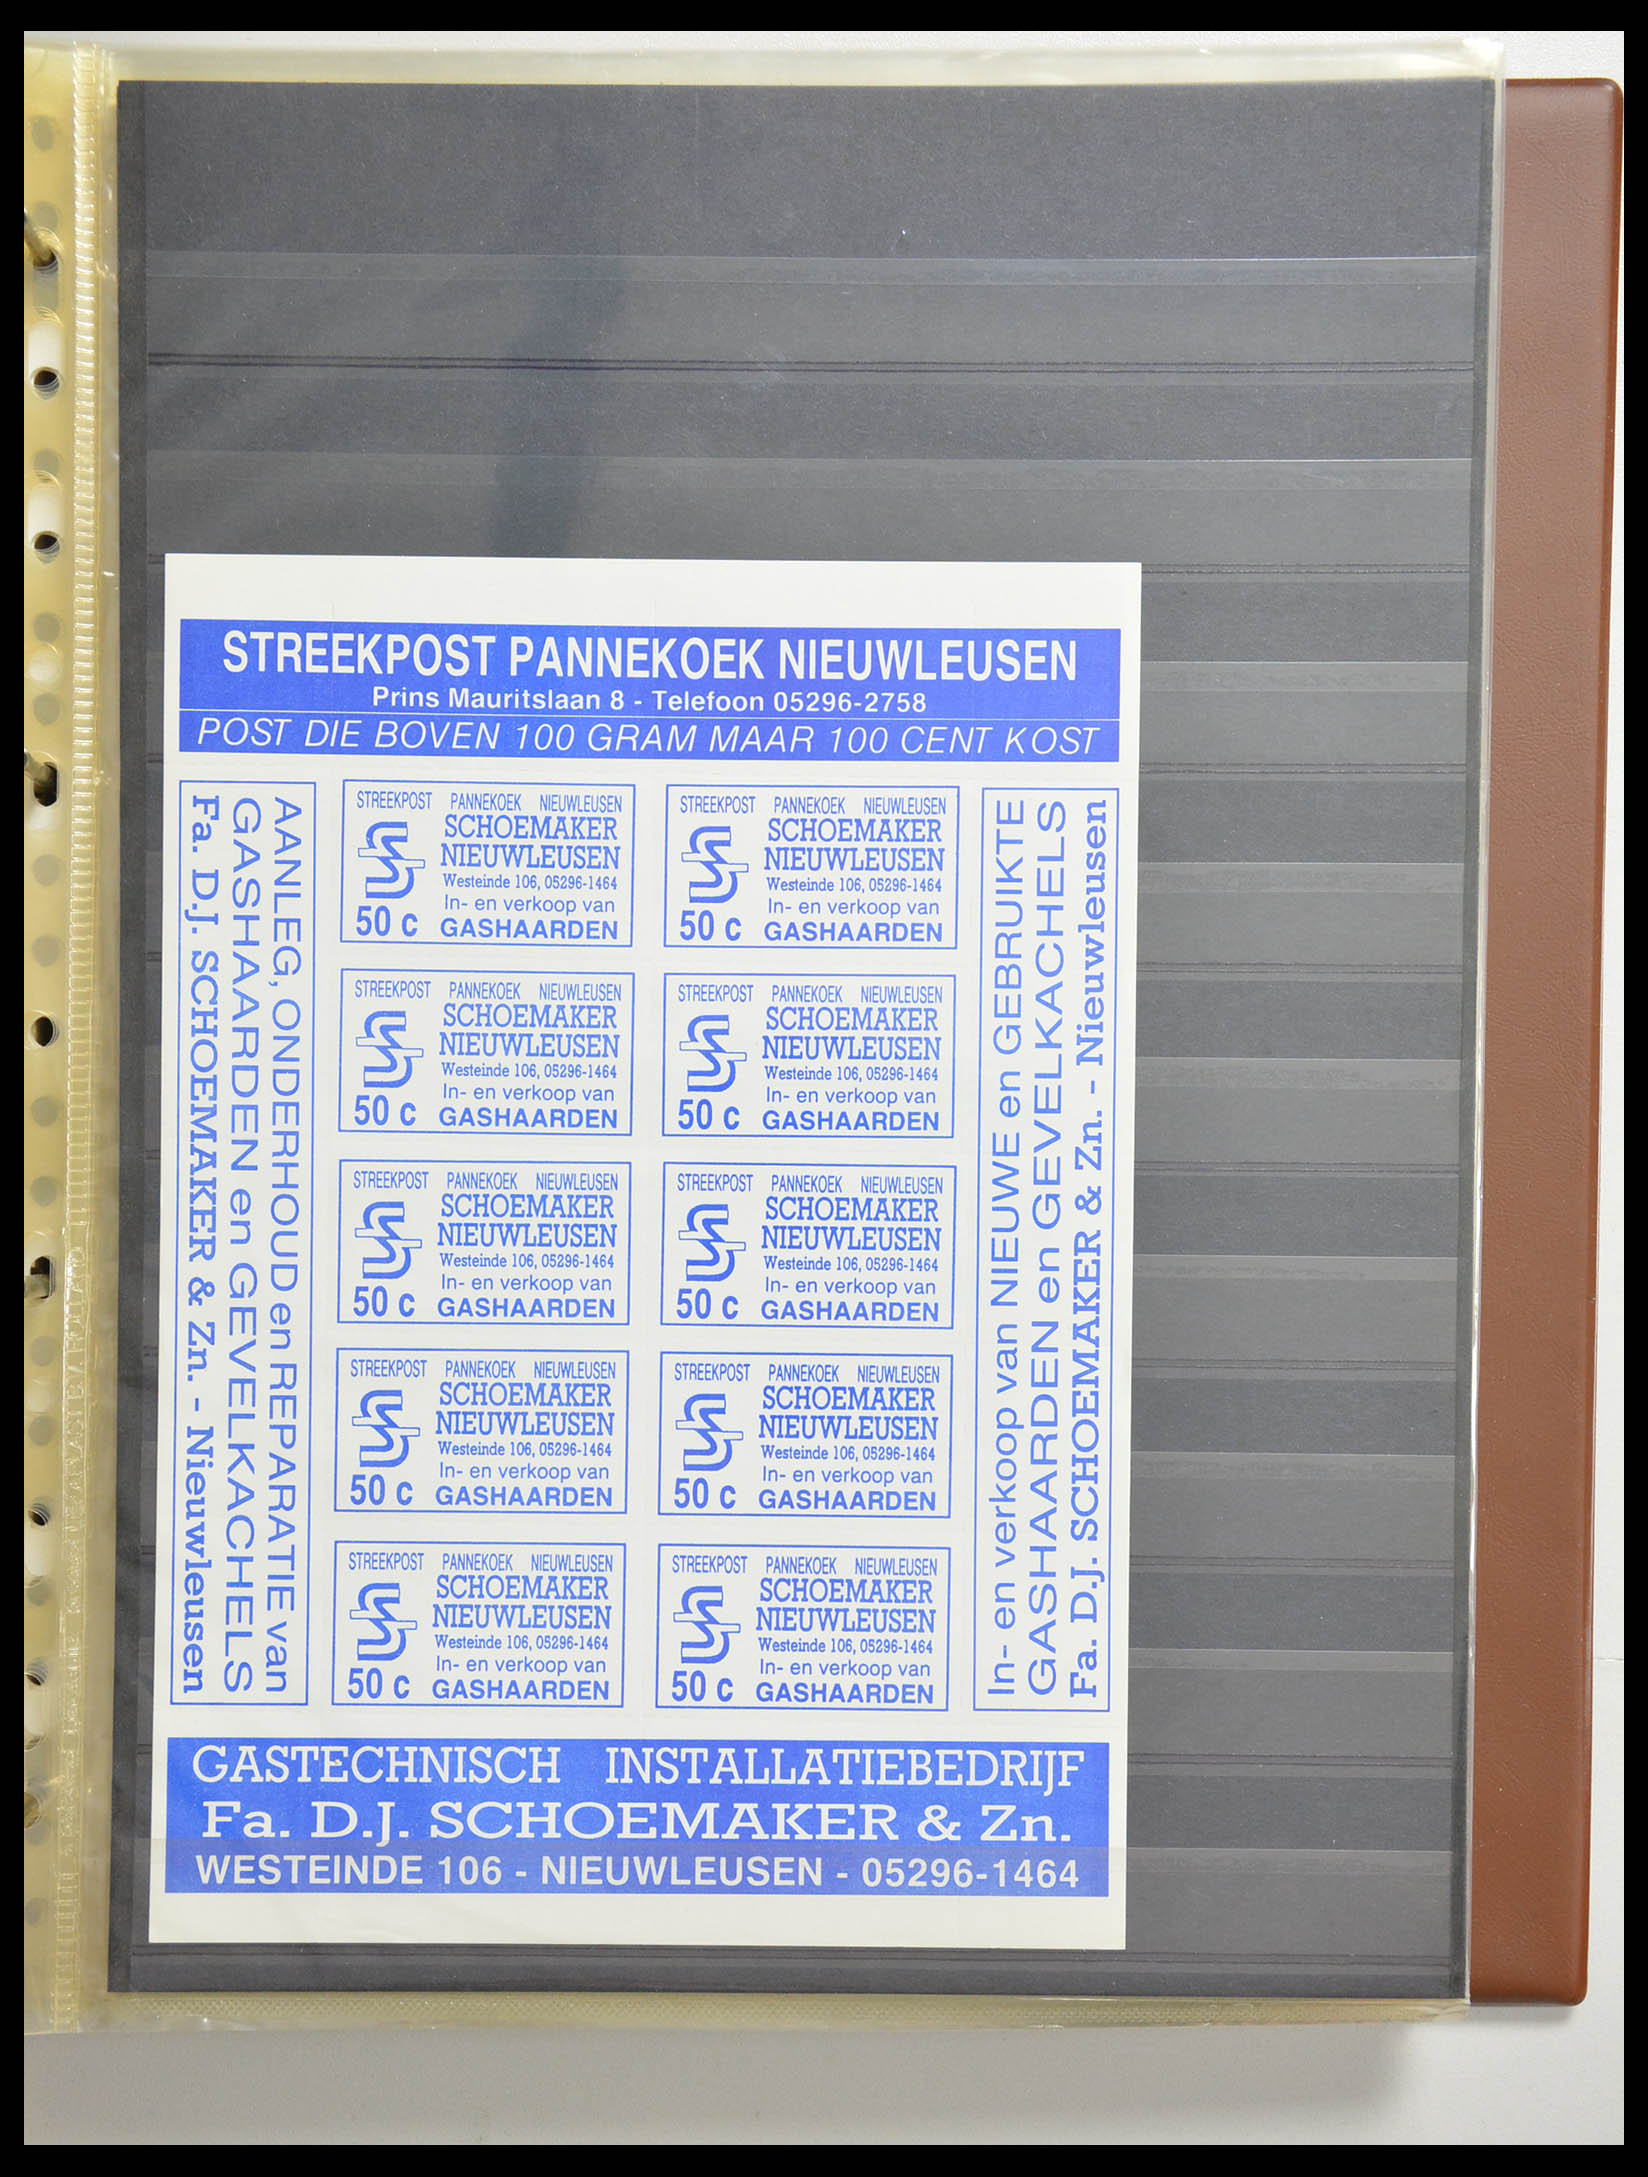 STREEKPOST PANNEKOEK NIEUWLEUSEN
Prins Mauritslaan 8 - Telefoon 05296-2758
POST DIE BOVEN 100 GRAM MAAR 100 CENT KOST
AANLEG, ONDERHOUD en REPARATIE van
GASHAARDEN en GEVELKACHELS
Fa. D.J. SCHOEMAKER & Zn. - Nieuwleusen
STREEKPOST PANNEKOEK NIEUWLEUSEN
SCHOEMAKER
NIEUWLEUSEN
Westeinde 106, 05296-1464
In- en verkoop van
50 c GASHAARDEN
STREEKPOST PANNEKOEK NIEUWLEUSEN
SCHOEMAKER
NIEUWLEUSEN
Westeinde 106, 05296-1464
In- en verkoop van
50 c GASHAARDEN
STREEKPOST PANNEKOEK NIEUWLEUSEN
SCHOEMAKER
NIEUWLEUSEN
Westeinde 106, 05296-1464
In- en verkoop van
50 c GASHAARDEN
STREEKPOST PANNEKOEK NIEUWLEUSEN
SCHOEMAKER
NIEUWLEUSEN
Westeinde 106, 05296-1464
In- en verkoop van
50 c GASHAARDEN
STREEKPOST PANNEKOEK NIEUWLEUSEN
SCHOEMAKER
NIEUWLEUSEN
Westeinde 106, 05296-1464
In- en verkoop van
50 c GASHAARDEN
STREEKPOST PANNEKOEK NIEUWLEUSEN
SCHOEMAKER
NIEUWLEUSEN
Westeinde 106, 05296-1464
In- en verkoop van
50 c GASHAARDEN
STREEKPOST PANNEKOEK NIEUWLEUSEN
SCHOEMAKER
NIEUWLEUSEN
Westeinde 106, 05296-1464
In- en verkoop van
50 c GASHAARDEN
STREEKPOST PANNEKOEK NIEUWLEUSEN
SCHOEMAKER
NIEUWLEUSEN
Westeinde 106, 05296-1464
In- en verkoop van
50 c GASHAARDEN
STREEKPOST PANNEKOEK NIEUWLEUSEN
SCHOEMAKER
NIEUWLEUSEN
Westeinde 106, 05296-1464
In- en verkoop van
50 c GASHAARDEN
STREEKPOST PANNEKOEK NIEUWLEUSEN
SCHOEMAKER
NIEUWLEUSEN
Westeinde 106, 05296-1464
In- en verkoop van
50 c GASHAARDEN
In- en verkoop van NIEUWE en GEBRUIKTE
GASHAARDEN en GEVELKACHELS
Fa. D.J. SCHOEMAKER & Zn. - Nieuwleusen
GASTECHNISCH INSTALLATIEBEDRIJF
Fa. D.J. SCHOEMAKER & Zn.
WESTEINDE 106 - NIEUWLEUSEN - 05296-1464